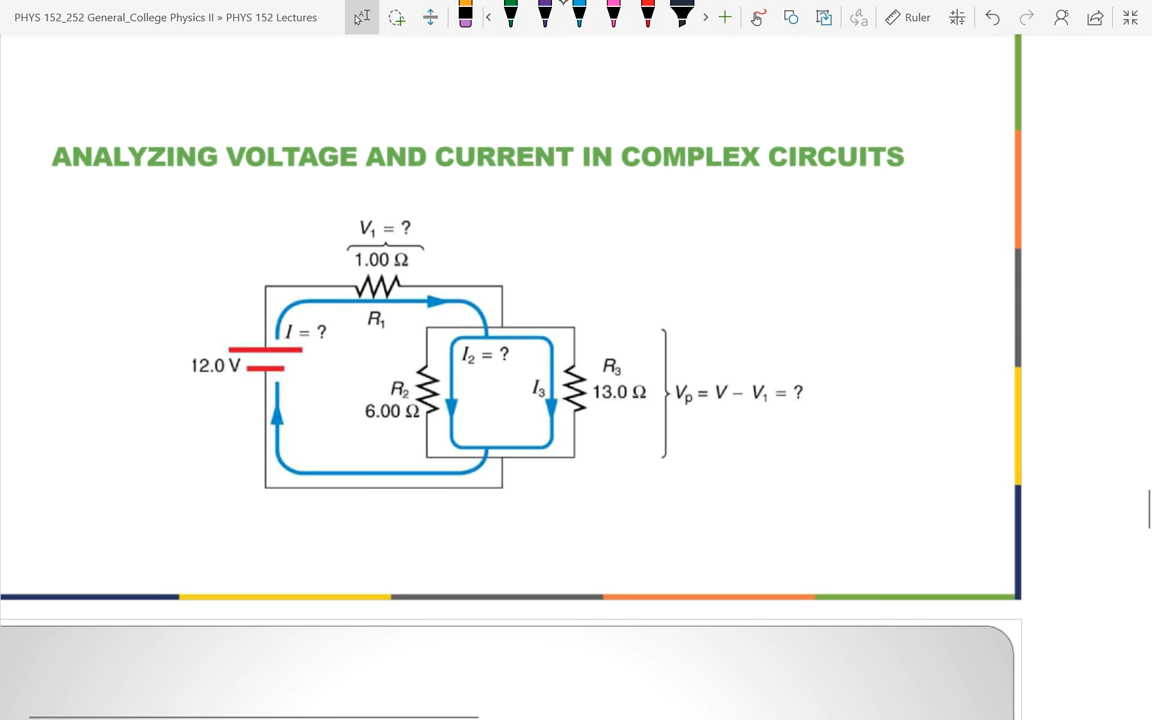 PHYS 152_252 General_College Physics II » PHYS 152 Lectures
Ruler
ANALYZING VOLTAGE AND CURRENT IN COMPLEX CIRCUITS
V₁ = ?
1.00 Ω
R₁
I = ?
12.0 V
I₂ = ?
R₂
6.00 Ω
I₃
R₃
13.0 Ω
Vₚ = V – V₁ = ?